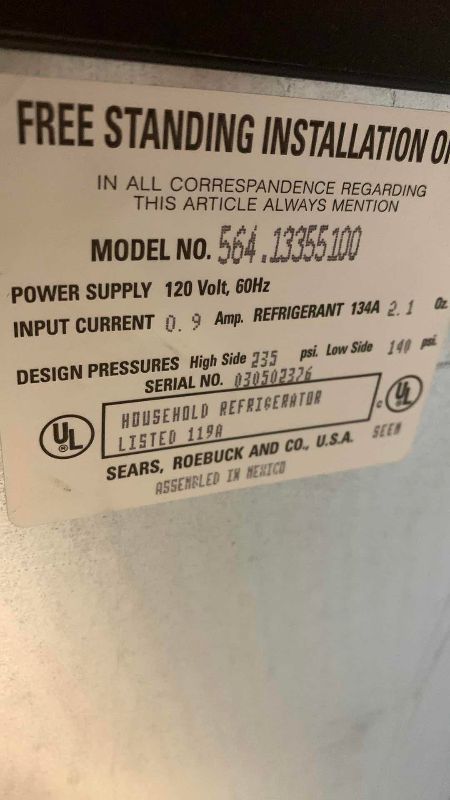 FREE STANDING INSTALLATION O
IN ALL CORRESPANDENCE REGARDING
THIS ARTICLE ALWAYS MENTION
MODEL NO. 564.13355100
POWER SUPPLY 120 Volt, 60Hz
INPUT CURRENT 0.9 Amp. REFRIGERANT 134A 2.1 Oz.
DESIGN PRESSURES High Side 235 psi. Low Side 140 psi.
SERIAL NO. 030502376
UL ® HOUSEHOLD REFRIGERATOR c UL
LISTED 119A
SEARS, ROEBUCK AND CO., U.S.A. SEEM
ASSEMBLED IN MEXICO